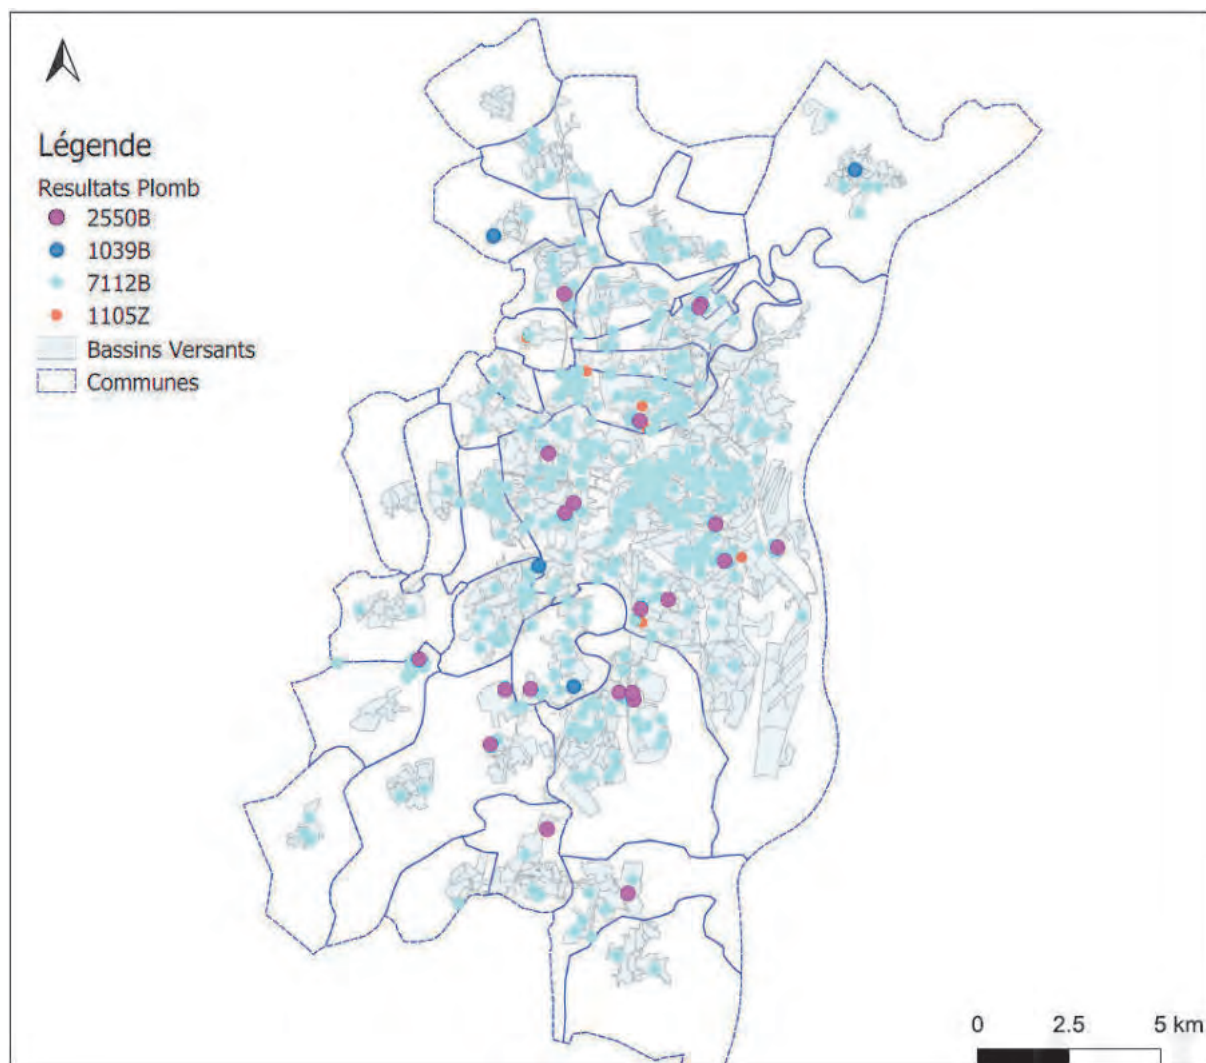 Légende
Resultats Plomb
2550B
1039B
7112B
1105Z
Bassins Versants
Communes
0 2.5 5 km